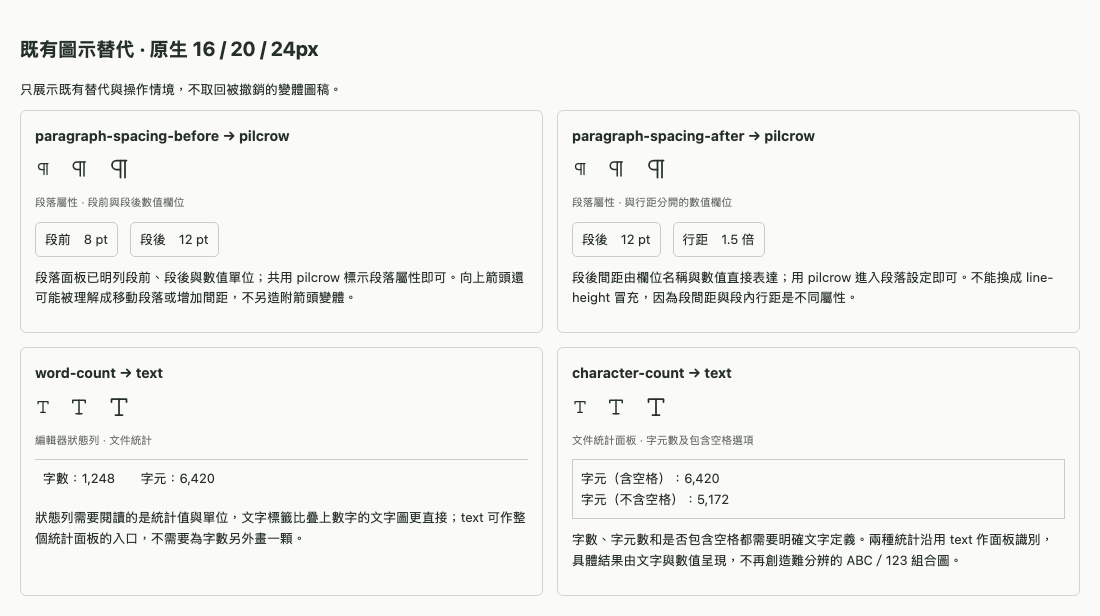 既有圖示替代 · 原生 16 / 20 / 24px
只展示既有替代與操作情境，不取回被撤銷的變體圖稿。
paragraph-spacing-before → pilcrow
¶ ¶ ¶
段落屬性 · 段前與段後數值欄位
段前 8 pt 段後 12 pt
段落面板已明列段前、段後與數值單位；共用 pilcrow 標示段落屬性即可。向上箭頭還
可能被理解成移動段落或增加間距，不另造附箭頭變體。
paragraph-spacing-after → pilcrow
¶ ¶ ¶
段落屬性 · 與行距分開的數值欄位
段後 12 pt 行距 1.5 倍
段後間距由欄位名稱與數值直接表達；用 pilcrow 進入段落設定即可。不能換成 line-
height 冒充，因為段間距與段內行距是不同屬性。
word-count → text
T T T
編輯器狀態列 · 文件統計
字數：1,248 字元：6,420
狀態列需要閱讀的是統計值與單位，文字標籤比疊上數字的文字圖更直接；text 可作整
個統計面板的入口，不需要為字數另外畫一顆。
character-count → text
T T T
文件統計面板 · 字元數及包含空格選項
字元（含空格）：6,420
字元（不含空格）：5,172
字數、字元數和是否包含空格都需要明確文字定義。兩種統計沿用 text 作面板識別，
具體結果由文字與數值呈現，不再創造難分辨的 ABC / 123 組合圖。